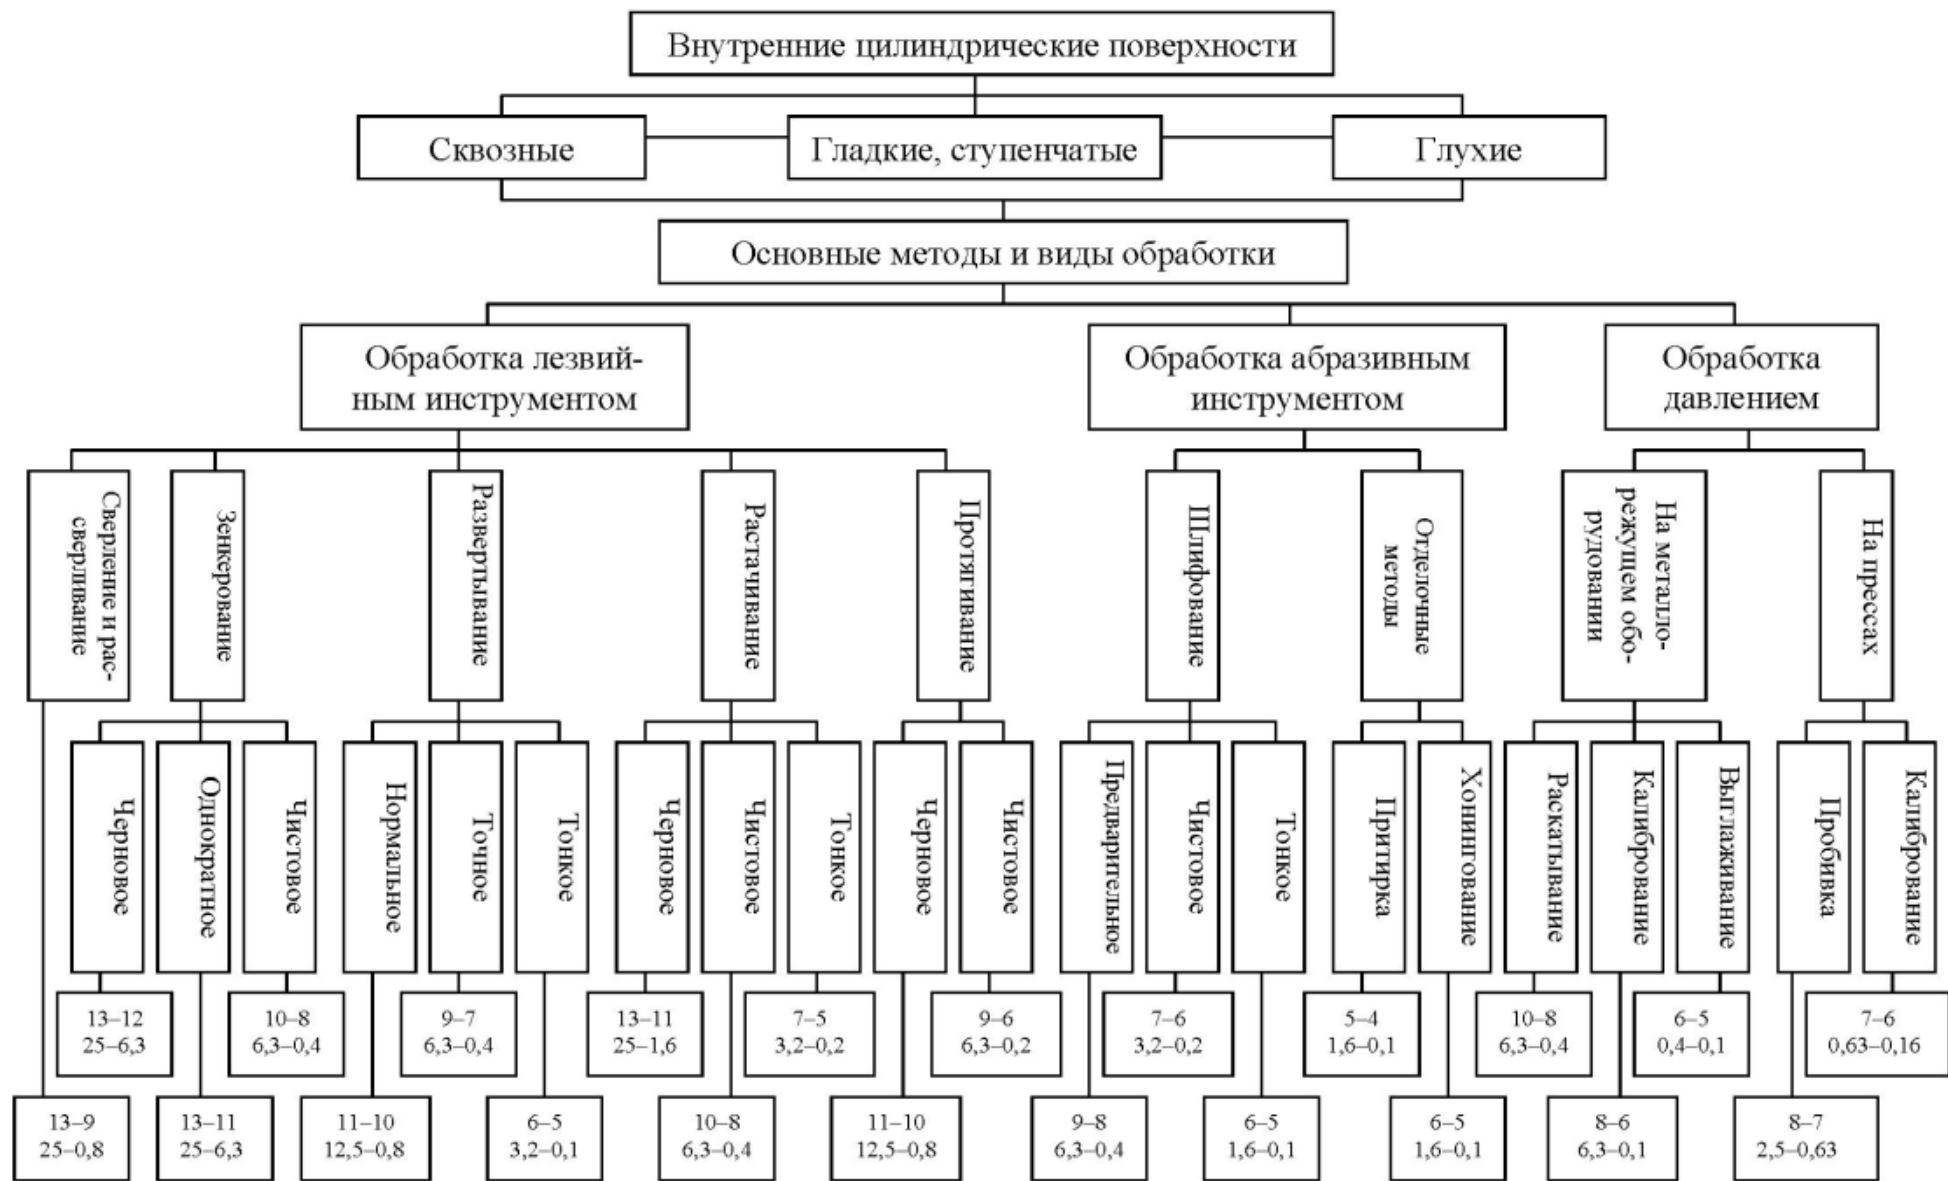 Внутренние цилиндрические поверхности
Сквозные
Гладкие, ступенчатые
Глухие
Основные методы и виды обработки
Обработка лезвий-
ным инструментом
Обработка абразивным
инструментом
Обработка
давлением
Сверление и рас-
сверливание
Зенкерование
Развертывание
Растачивание
Протягивание
Шлифование
Отделочные
методы
На металло-
режущем обо-
рудовании
На прессах
Черновое
Однократное
Чистовое
Нормальное
Точное
Тонкое
Черновое
Чистовое
Тонкое
Черновое
Чистовое
Предварительное
Чистовое
Тонкое
Притирка
Хонингование
Раскатывание
Калибрование
Выглаживание
Пробивка
Калибрование
13–12
25–6,3
10–8
6,3–0,4
9–7
6,3–0,4
13–11
25–1,6
7–5
3,2–0,2
9–6
6,3–0,2
7–6
3,2–0,2
5–4
1,6–0,1
10–8
6,3–0,4
6–5
0,4–0,1
7–6
0,63–0,16
13–9
25–0,8
13–11
25–6,3
11–10
12,5–0,8
6–5
3,2–0,1
10–8
6,3–0,4
11–10
12,5–0,8
9–8
6,3–0,4
6–5
1,6–0,1
6–5
1,6–0,1
8–6
6,3–0,1
8–7
2,5–0,63